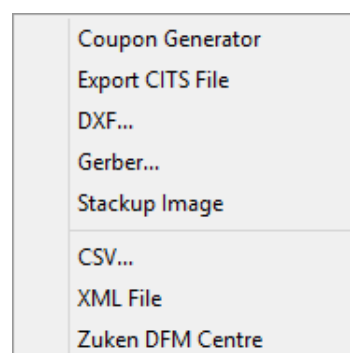 Coupon Generator
Export CITS File
DXF...
Gerber...
Stackup Image
CSV...
XML File
Zuken DFM Centre